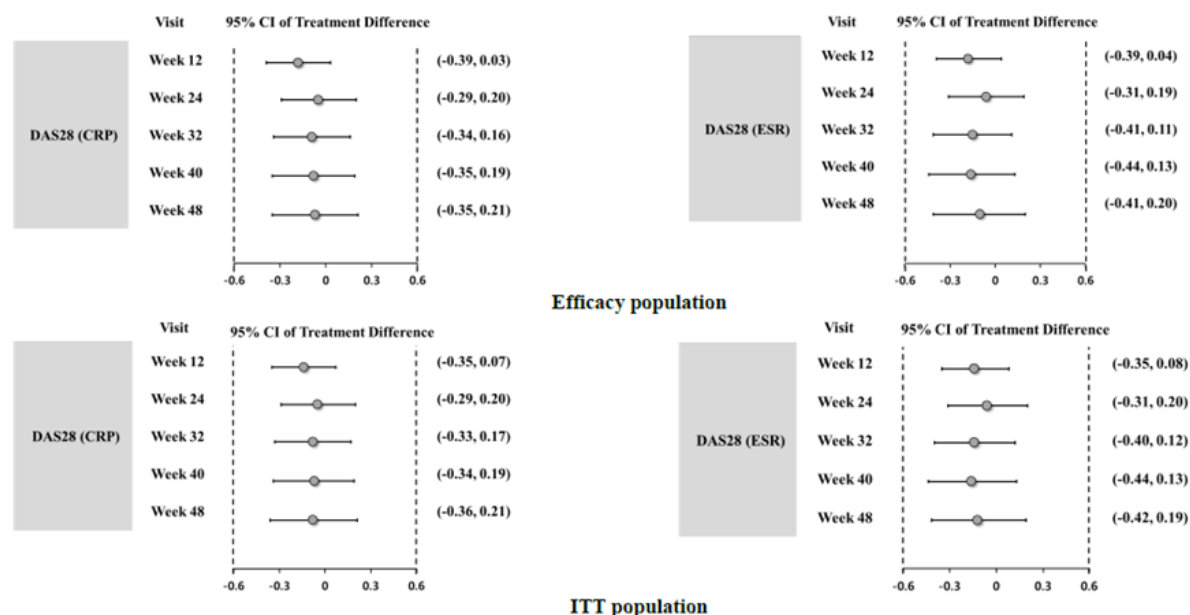 Visit 95% CI of Treatment Difference
DAS28 (CRP)
Week 12 (-0.39, 0.03)
Week 24 (-0.29, 0.20)
Week 32 (-0.34, 0.16)
Week 40 (-0.35, 0.19)
Week 48 (-0.35, 0.21)
-0.6 -0.3 0 0.3 0.6
Visit 95% CI of Treatment Difference
DAS28 (ESR)
Week 12 (-0.39, 0.04)
Week 24 (-0.31, 0.19)
Week 32 (-0.41, 0.11)
Week 40 (-0.44, 0.13)
Week 48 (-0.41, 0.20)
-0.6 -0.3 0 0.3 0.6
Efficacy population
Visit 95% CI of Treatment Difference
DAS28 (CRP)
Week 12 (-0.35, 0.07)
Week 24 (-0.29, 0.20)
Week 32 (-0.33, 0.17)
Week 40 (-0.34, 0.19)
Week 48 (-0.36, 0.21)
-0.6 -0.3 0 0.3 0.6
Visit 95% CI of Treatment Difference
DAS28 (ESR)
Week 12 (-0.35, 0.08)
Week 24 (-0.31, 0.20)
Week 32 (-0.40, 0.12)
Week 40 (-0.44, 0.13)
Week 48 (-0.42, 0.19)
-0.6 -0.3 0 0.3 0.6
ITT population